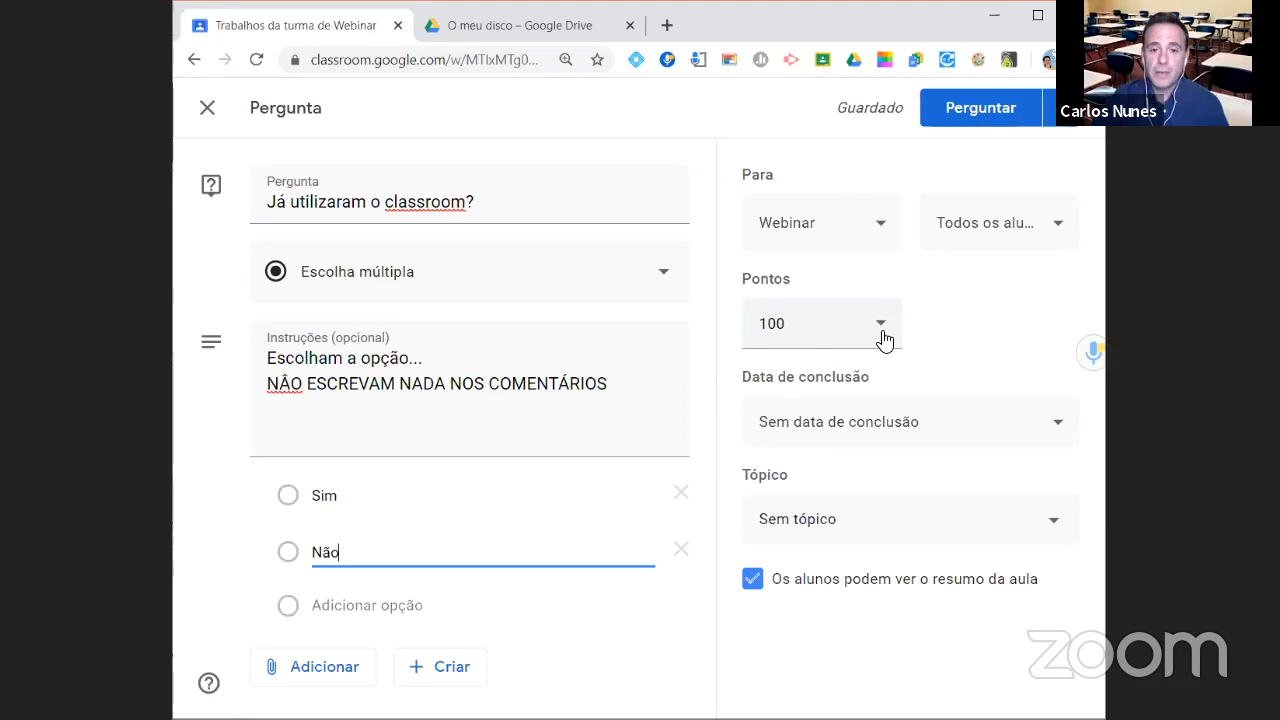 Trabalhos da turma de Webinar
O meu disco – Google Drive
classroom.google.com/w/MTIxMTg0...
Pergunta
Guardado
Perguntar
Carlos Nunes
Pergunta
Já utilizaram o classroom?
Escolha múltipla
Instruções (opcional)
Escolham a opção...
NÂO ESCREVAM NADA NOS COMENTÁRIOS
Sim
Não
Adicionar opção
Adicionar
Criar
Para
Webinar
Todos os alu...
Pontos
100
Data de conclusão
Sem data de conclusão
Tópico
Sem tópico
Os alunos podem ver o resumo da aula
zoom